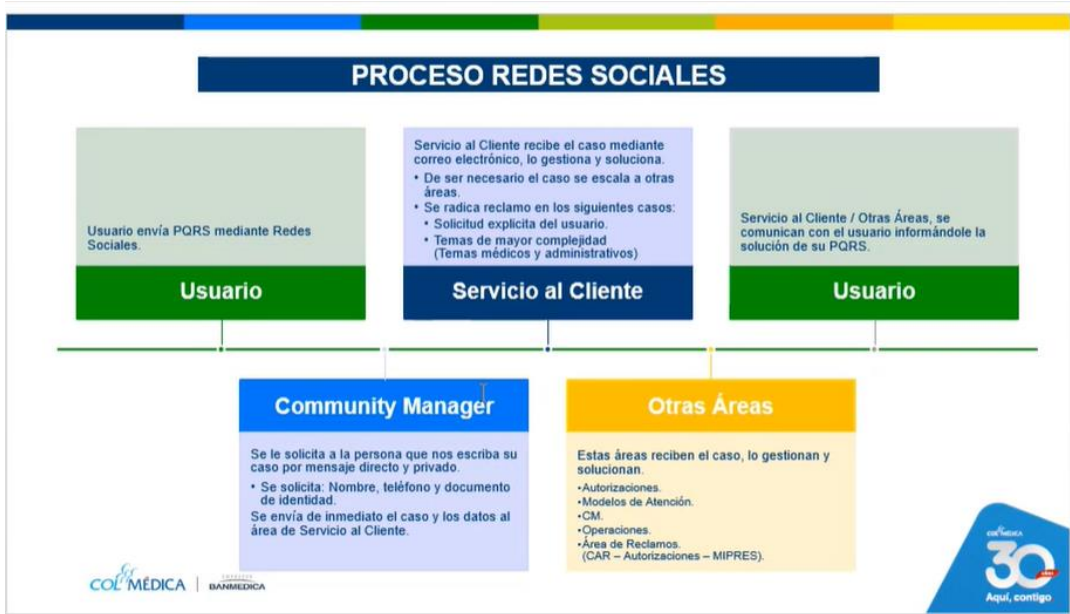 PROCESO REDES SOCIALES
Usuario envía PQRS mediante Redes
Sociales.
Usuario
Se le solicita a la persona que nos escriba su
caso por mensaje directo y privado.
• Se solicita: Nombre, teléfono y documento
de identidad.
Se envía de inmediato el caso y los datos al
área de Servicio al Cliente.
Community Manager
Servicio al Cliente recibe el caso mediante
correo electrónico, lo gestiona y soluciona.
• De ser necesario el caso se escala a otras
áreas.
• Se radica reclamo en los siguientes casos:
• Solicitud explicita del usuario.
• Temas de mayor complejidad
(Temas médicos y administrativos)
Servicio al Cliente
Otras Áreas
Estas áreas reciben el caso, lo gestionan y
solucionan.
•Autorizaciones.
•Modelos de Atención.
•CM.
•Operaciones.
•Área de Reclamos.
(CAR – Autorizaciones – MIPRES).
Servicio al Cliente / Otras Áreas, se
comunican con el usuario informándole la
solución de su PQRS.
Usuario
COLMÉDICA
BANMEDICA
COLMÉDICA
30
Aquí, contigo